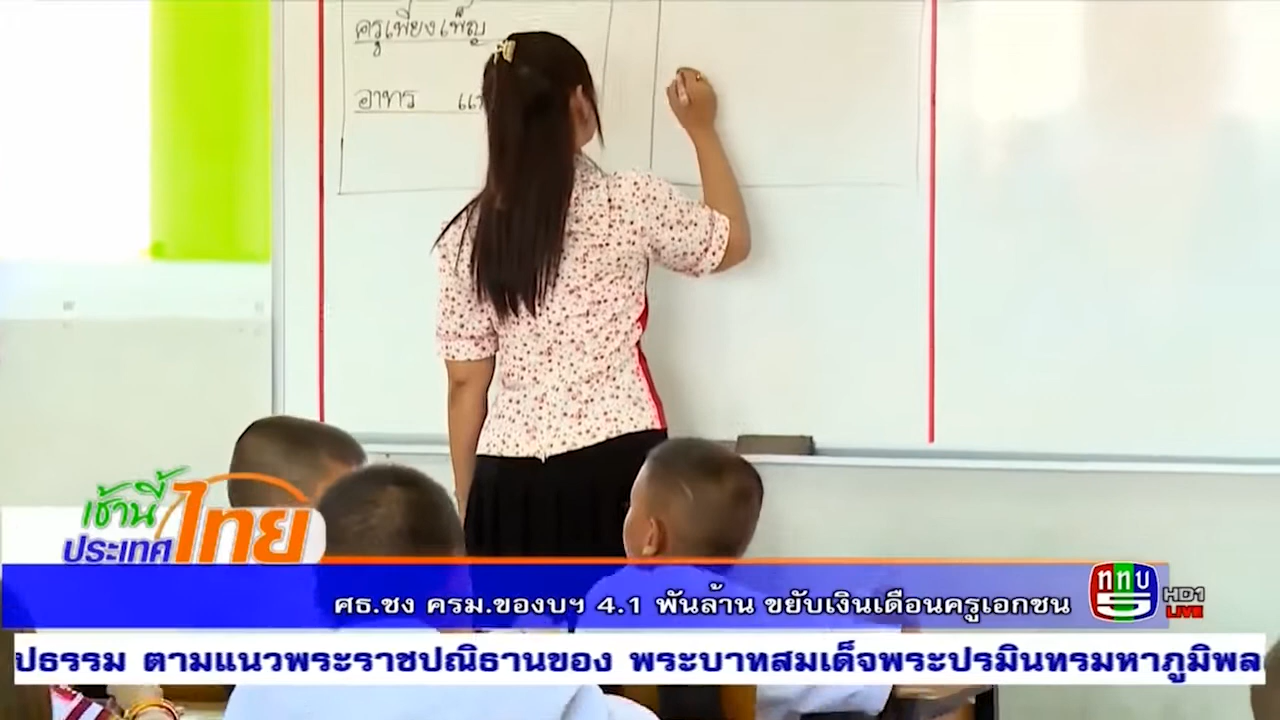 ครูเพียงเพ็ญ
อาทร
เช้านี้
ประเทศไทย
ศธ.ชง ครม.ของบฯ 4.1 พันล้าน ขยับเงินเดือนครูเอกชน
ททบ
5
HD1
LIVE
ปธรรม ตามแนวพระราชปณิธานของ พระบาทสมเด็จพระปรมินทรมหาภูมิพล